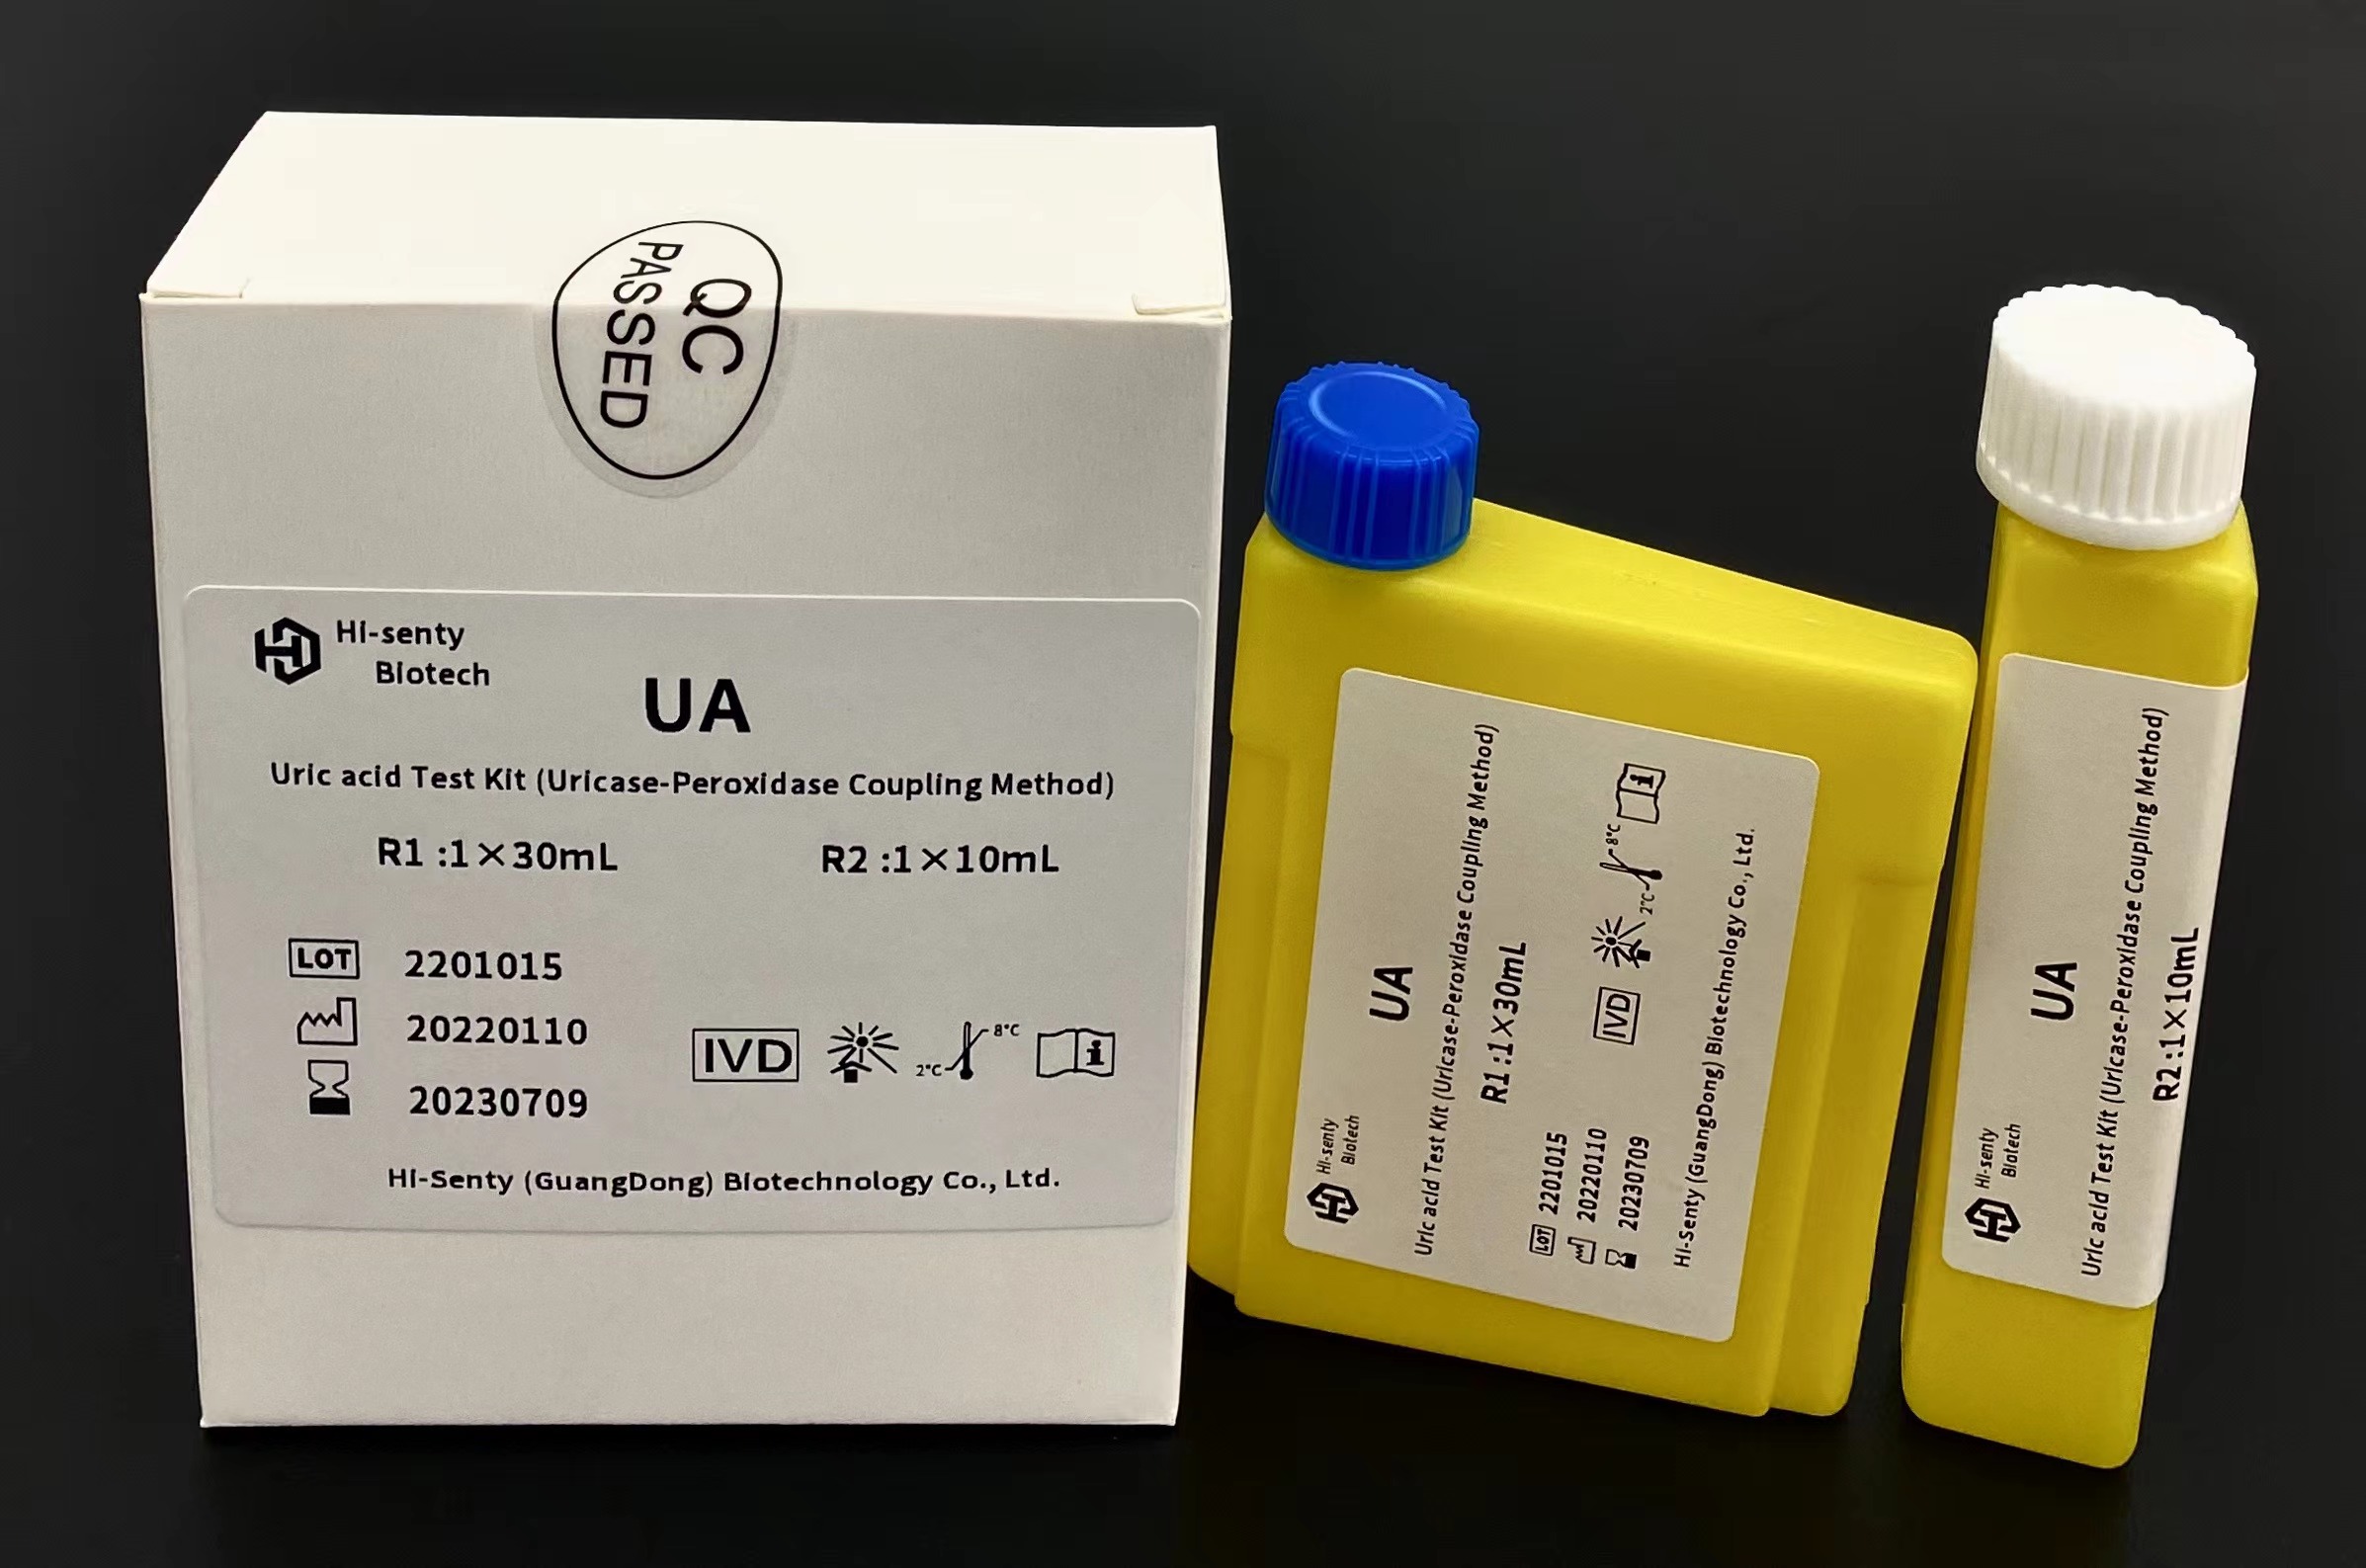 QC
PASSED
Hi-senty
Biotech
UA
Uric acid Test Kit (Uricase-Peroxidase Coupling Method)
R1 :1×30mL R2 :1×10mL
LOT 2201015
20220110
20230709
IVD 2°C 8°C i
Hi-Senty (GuangDong) Biotechnology Co., Ltd.
Hi-senty
Biotech
UA
Uric acid Test Kit (Uricase-Peroxidase Coupling Method)
R1:1×30mL
LOT 2201015
20220110
20230709
IVD 2°C 8°C i
Hi-Senty (GuangDong) Biotechnology Co., Ltd.
Hi-senty
Biotech
UA
Uric acid Test Kit (Uricase-Peroxidase Coupling Method)
R2:1×10mL